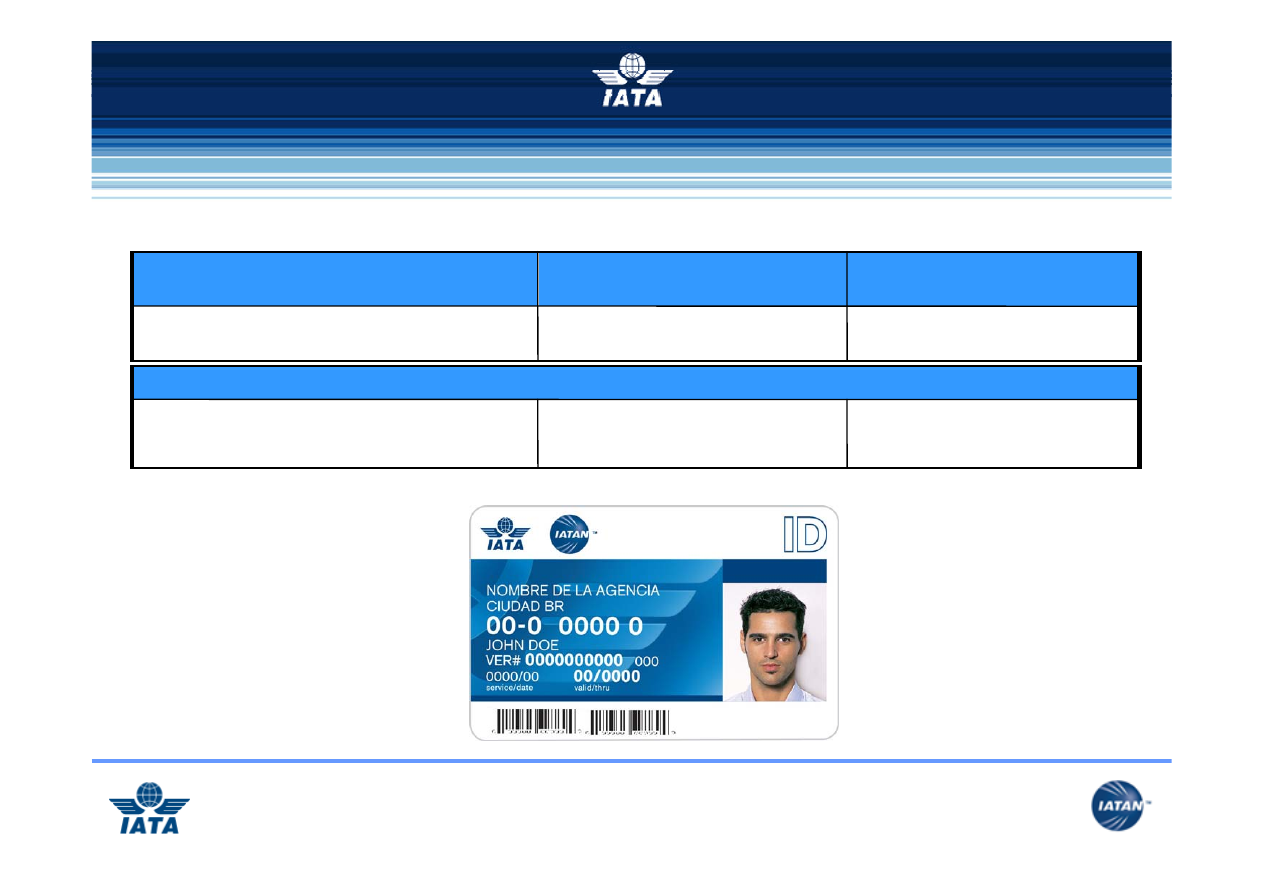 IATA
IATA
IATAN™
ID
NOMBRE DE LA AGENCIA
CIUDAD BR
00-0 0000 0
JOHN DOE
VER# 0000000000 000
0000/00 00/0000
service/date valid/thru
IATA
IATAN™